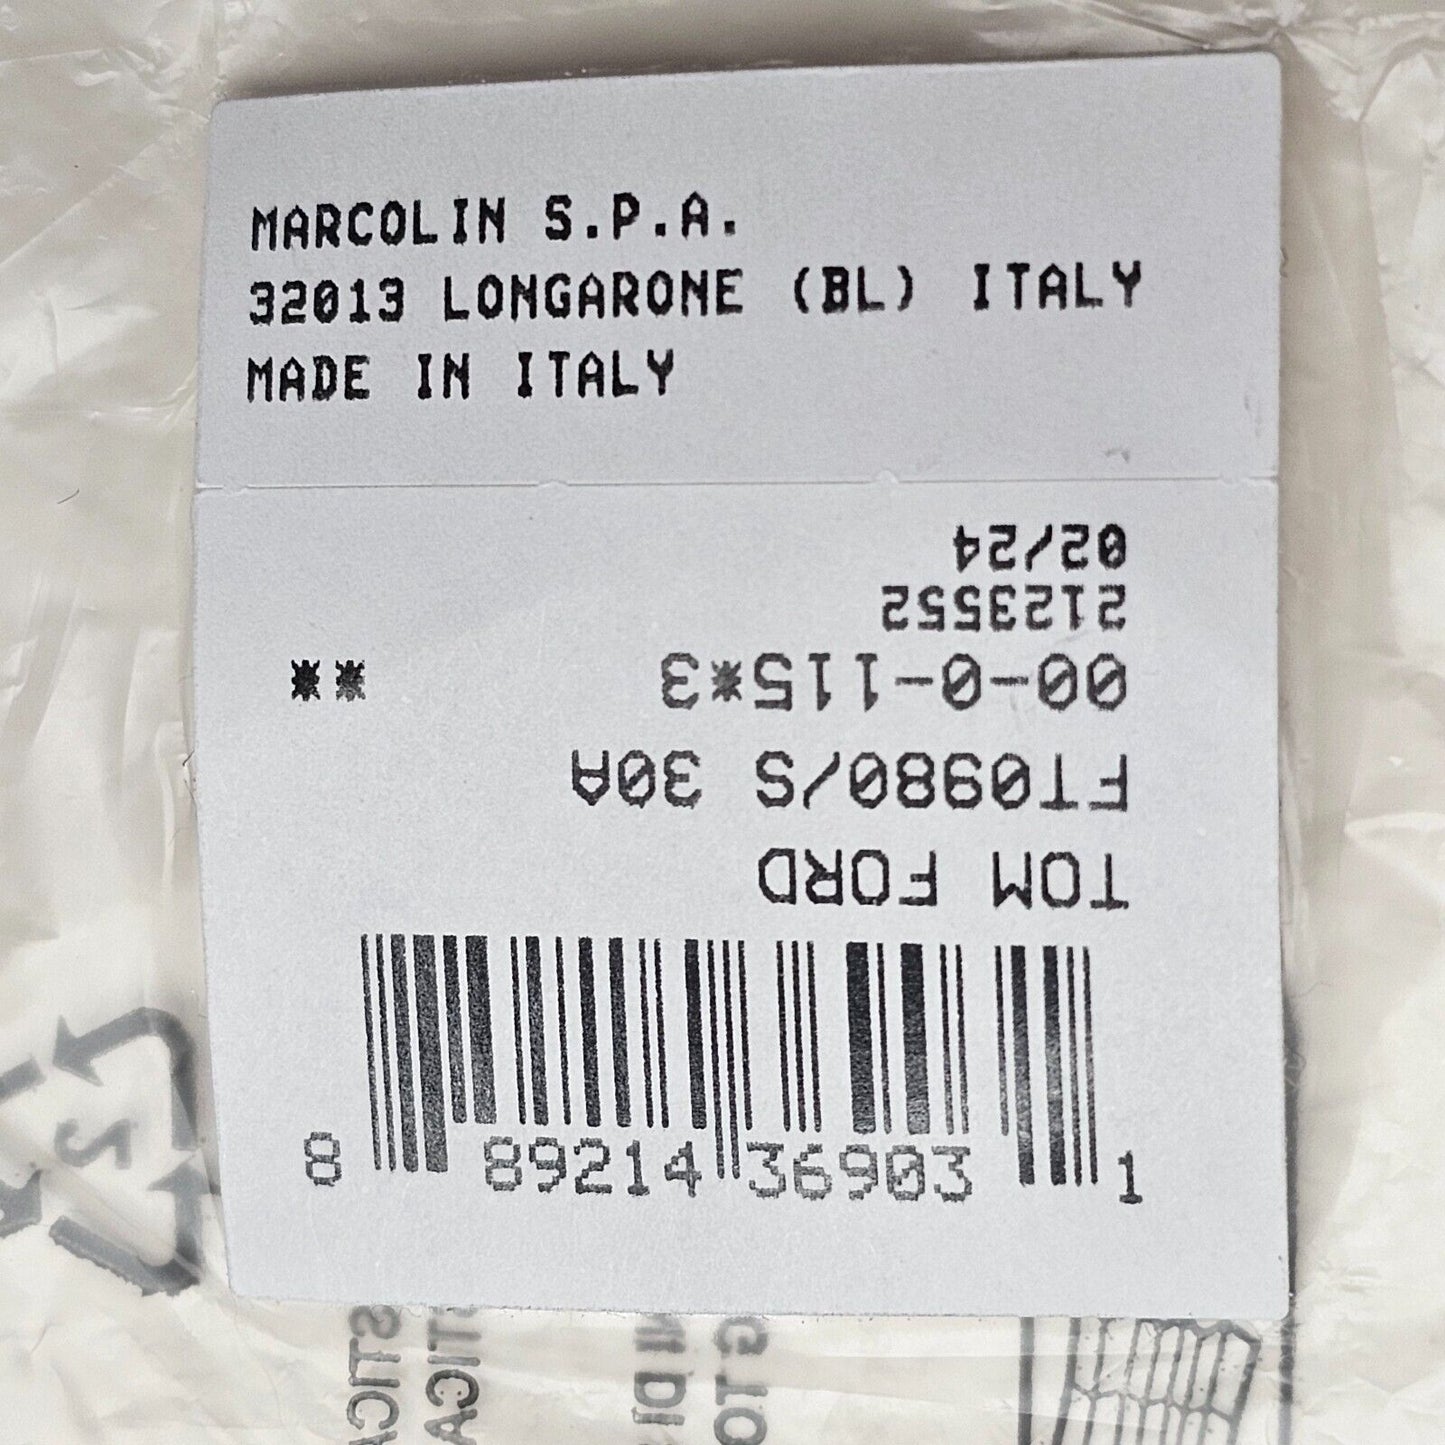 MARCOLIN S.P.A.
32013 LONGARONE (BL) ITALY
MADE IN ITALY
TOM FORD
FT0980/S 30A
00-0-115*3 **
2123552
02/24
8 89214 36903 1
2